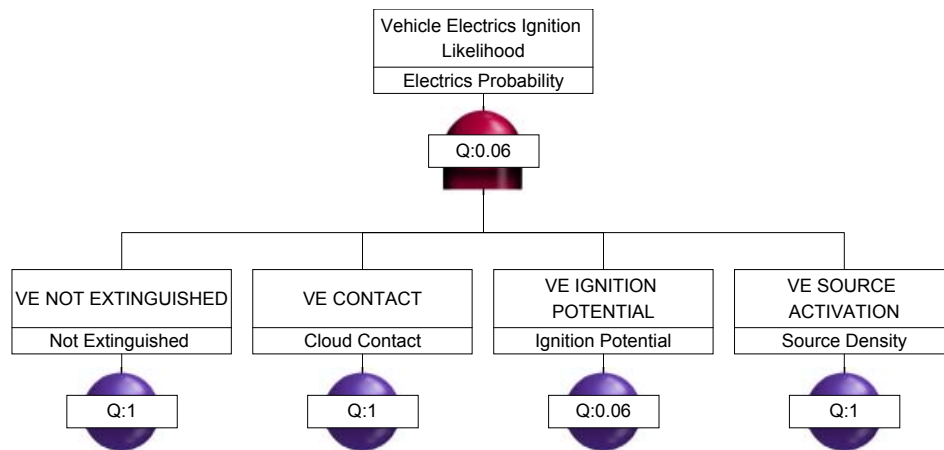 Vehicle Electrics Ignition
Likelihood
Electrics Probability
Q:0.06
VE NOT EXTINGUISHED
Not Extinguished
Q:1
VE CONTACT
Cloud Contact
Q:1
VE IGNITION
POTENTIAL
Ignition Potential
Q:0.06
VE SOURCE
ACTIVATION
Source Density
Q:1